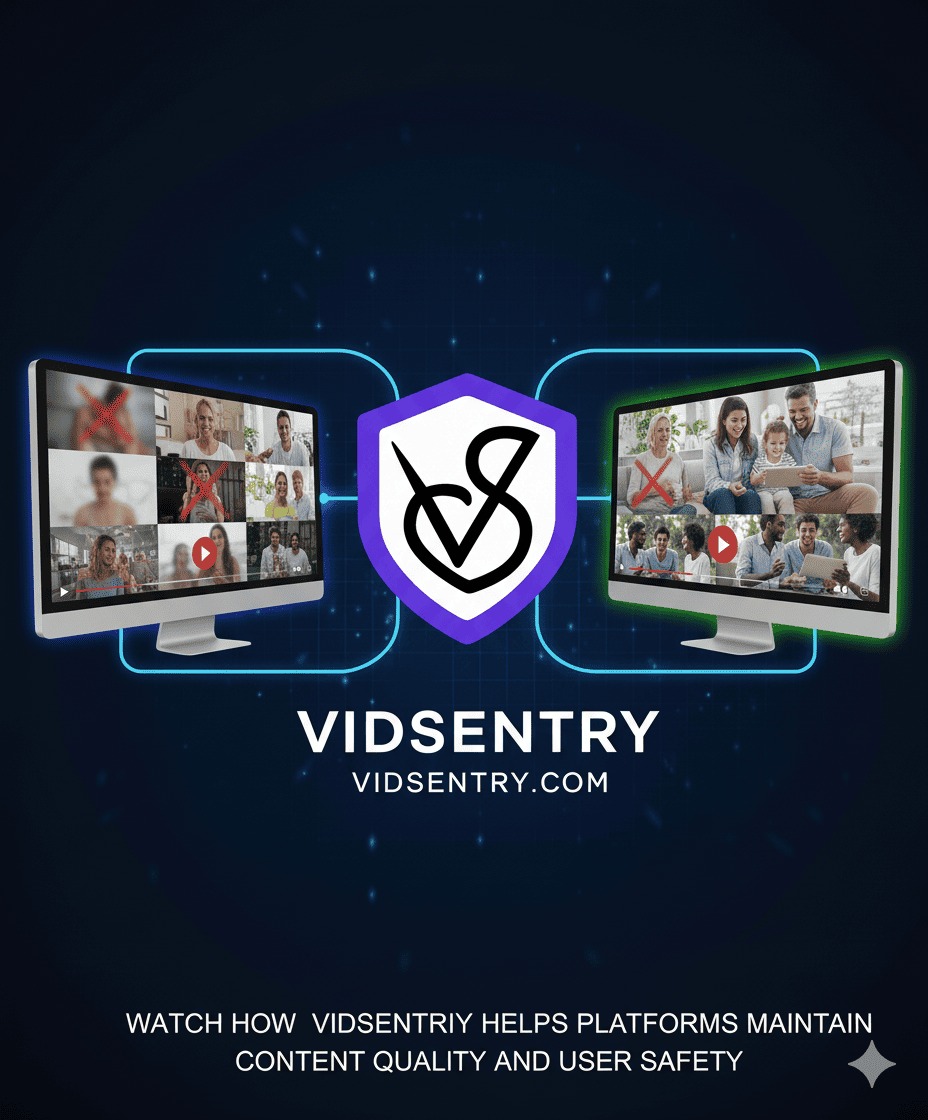 VIDSENTRY
VIDSENTRY.COM
WATCH HOW  VIDSENTRIY HELPS PLATFORMS MAINTAIN
CONTENT QUALITY AND USER SAFETY